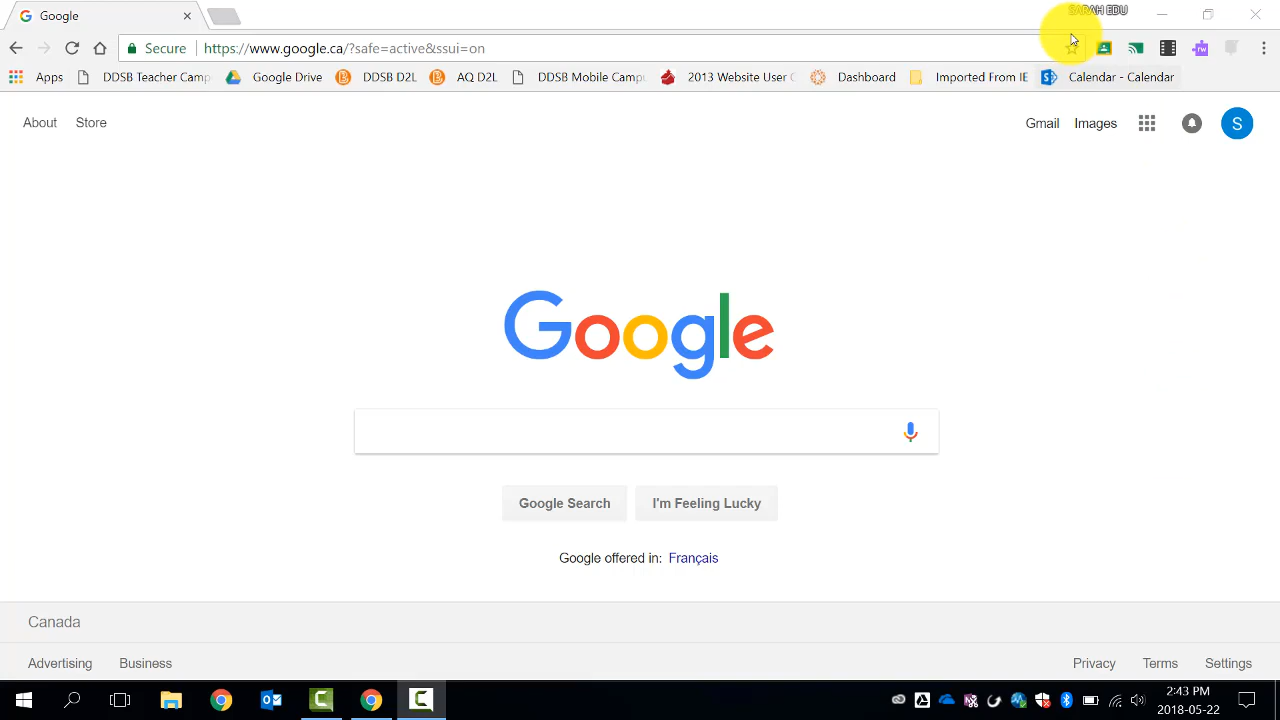 Google
SARAH EDU
Secure
https://www.google.ca/?safe=active&ssui=on
rw
Apps
DDSB Teacher Camp
Google Drive
DDSB D2L
AQ D2L
DDSB Mobile Camp
2013 Website User
Dashboard
Imported From IE
Calendar - Calendar
About
Store
Gmail
Images
S
Google
Google Search
I'm Feeling Lucky
Google offered in: Français
Canada
Advertising
Business
Privacy
Terms
Settings
2:43 PM
2018-05-22